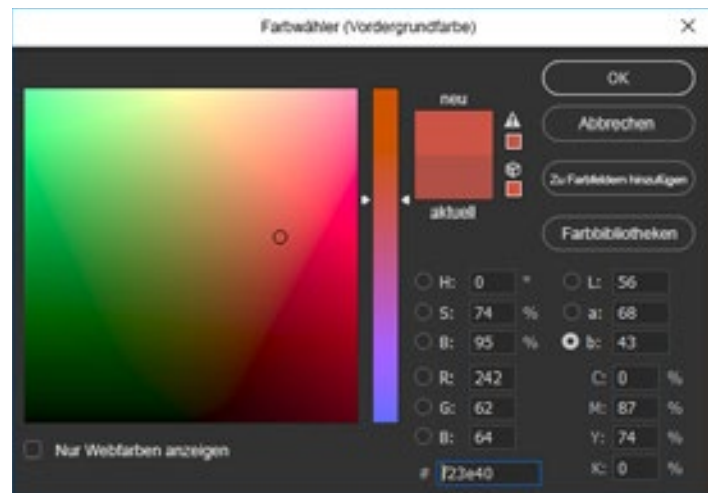 Farbwähler (Vordergrundfarbe)
neu
aktuell
OK
Abbrechen
Zu Farbfeldern hinzufügen
Farbbibliotheken
H: 0 °
S: 74 %
B: 95 %
R: 242
G: 62
B: 64
# f23e40
L: 56
a: 68
b: 43
C: 0 %
M: 87 %
Y: 74 %
K: 0 %
Nur Webfarben anzeigen